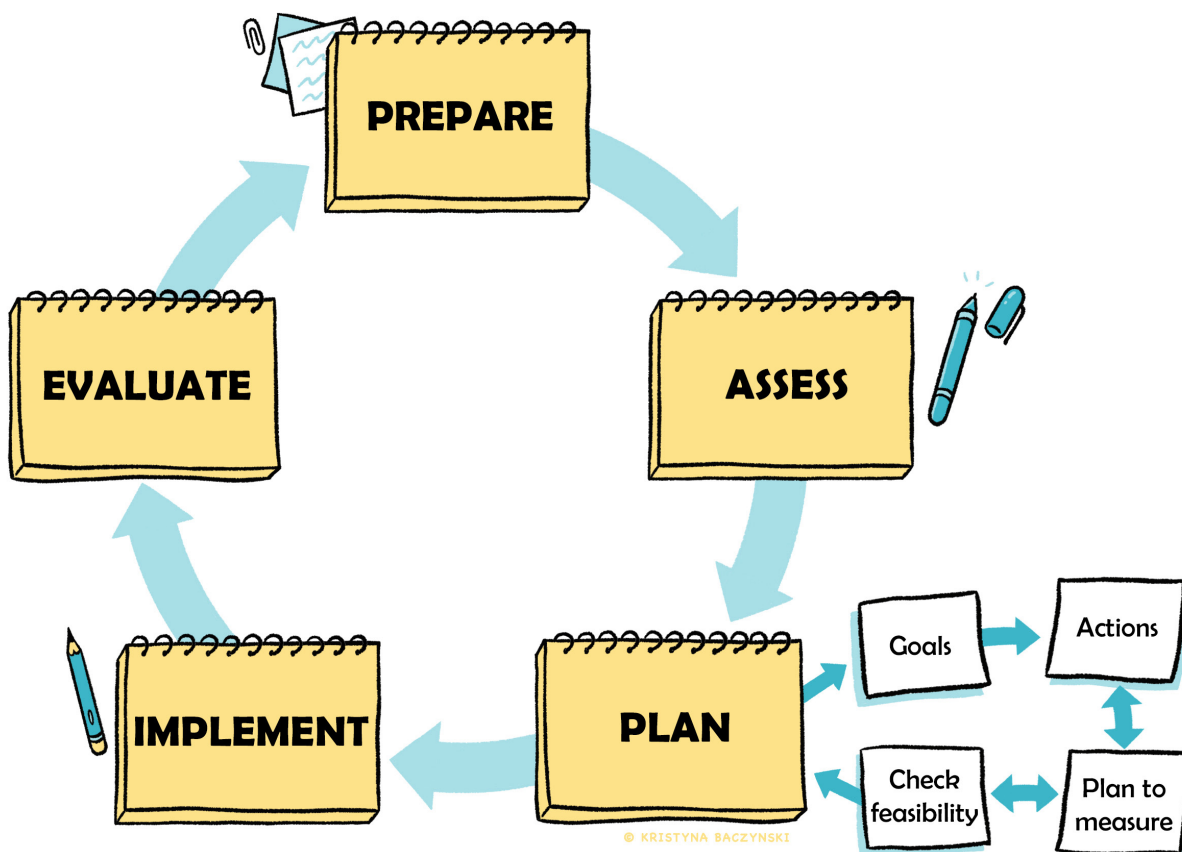 PREPARE
ASSESS
EVALUATE
Goals
Actions
PLAN
IMPLEMENT
Check
feasibility
Plan to
measure
© KRISTYNA BACZYNSKI